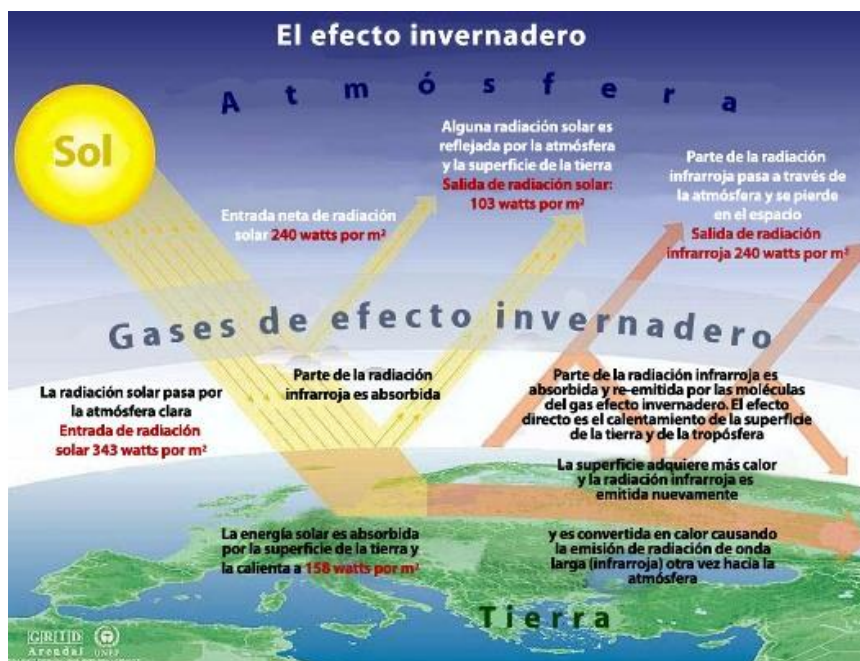 El efecto invernadero
Atmósfera
Sol
Alguna radiación solar es
reflejada por la atmósfera
y la superficie de la tierra
Salida de radiación solar:
103 watts por m²
Parte de la radiación
infrarroja pasa a través de
la atmósfera y se pierde
en el espacio
Salida de radiación
infrarroja 240 watts por m²
Entrada neta de radiación
solar 240 watts por m²
Gases de efecto invernadero
La radiación solar pasa por
la atmósfera clara
Entrada de radiación
solar 343 watts por m²
Parte de la radiación
infrarroja es absorbida
Parte de la radiación infrarroja es
absorbida y re-emitida por las moléculas
del gas efecto invernadero. El efecto
directo es el calentamiento de la superficie
de la tierra y de la tropósfera
La superficie adquiere más calor
y la radiación infrarroja es
emitida nuevamente
La energía solar es absorbida
por la superficie de la tierra y
la calienta a 158 watts por m²
y es convertida en calor causando
la emisión de radiación de onda
larga (infrarroja) otra vez hacia la
atmósfera
Tierra
GRID
Arendal UNEP